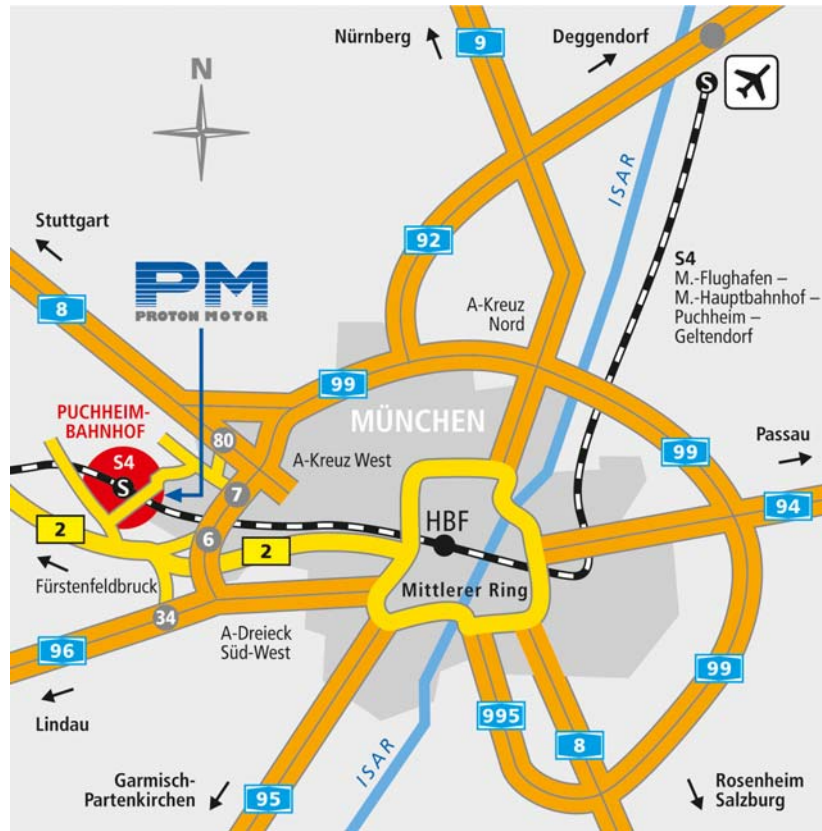 Nürnberg
9
Deggendorf
S
N
ISAR
Stuttgart
92
S4
M.-Flughafen –
M.-Hauptbahnhof –
Puchheim –
Geltendorf
PM
PROTON MOTOR
8
A-Kreuz
Nord
99
MÜNCHEN
PUCHHEIM-
BAHNHOF
S4
S
80
A-Kreuz West
99
Passau
7
94
2
6
2
HBF
Fürstenfeldbruck
Mittlerer Ring
34
A-Dreieck
Süd-West
96
99
Lindau
995
8
ISAR
Garmisch-
Partenkirchen
95
Rosenheim
Salzburg